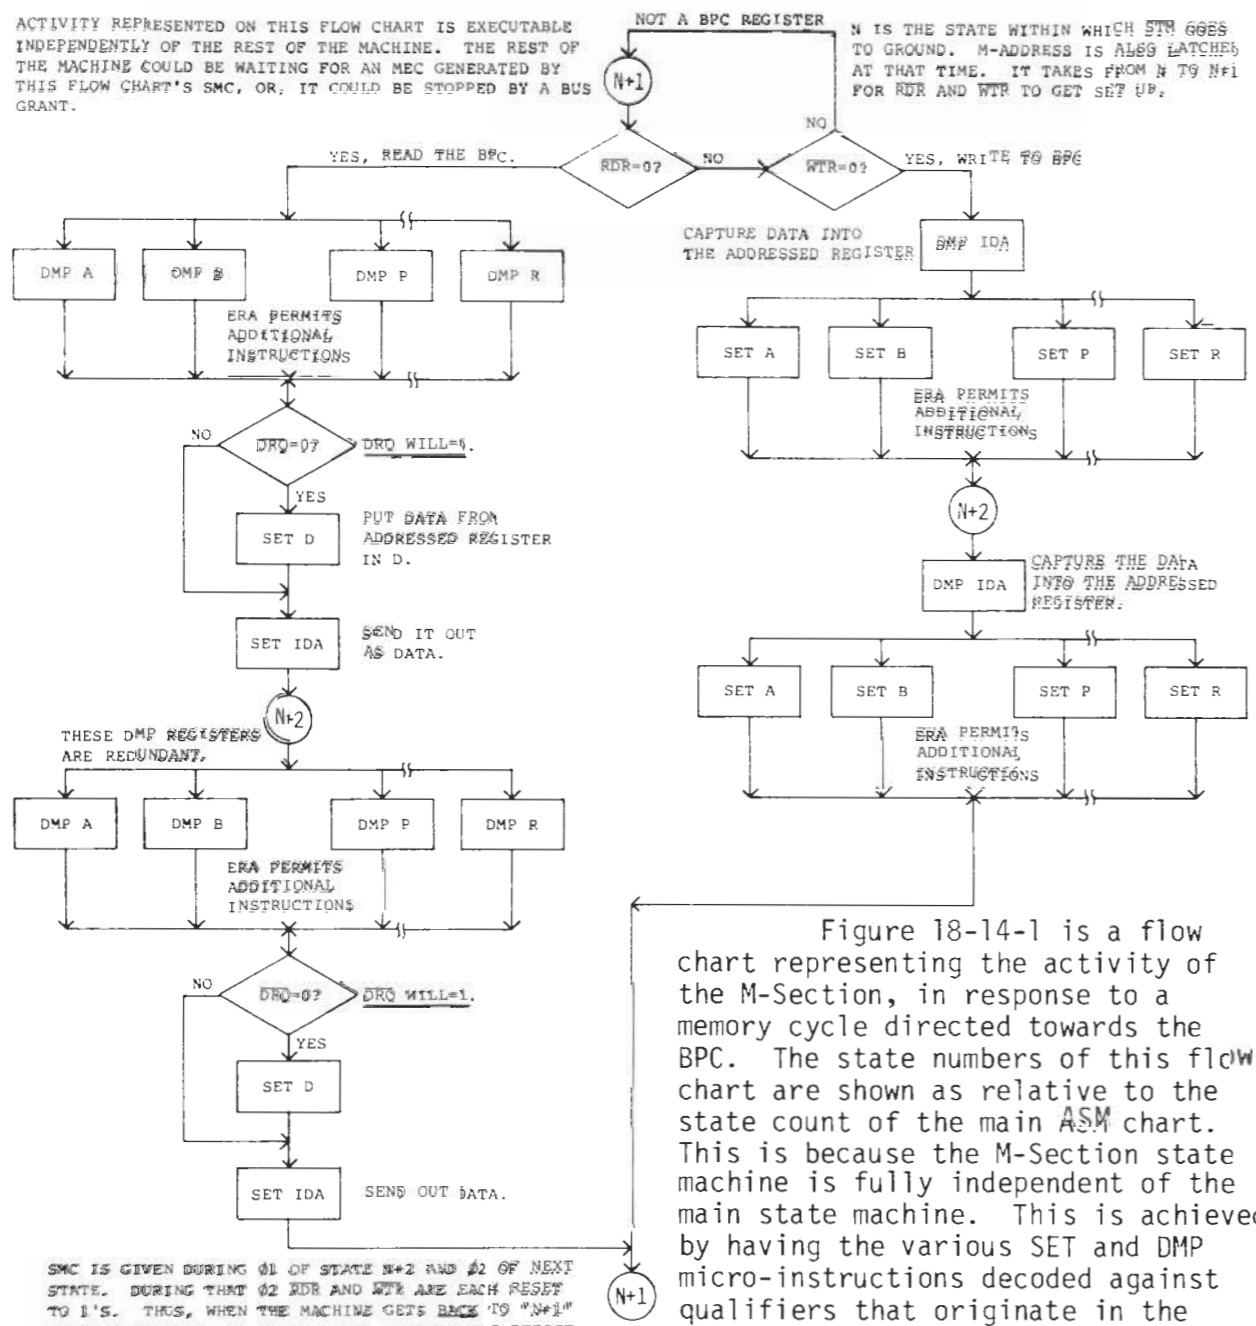 ACTIVITY REPRESENTED ON THIS FLOW CHART IS EXECUTABLE
INDEPENDENTLY OF THE REST OF THE MACHINE. THE REST OF
THE MACHINE COULD BE WAITING FOR AN MEC GENERATED BY
THIS FLOW CHART'S SMC, OR, IT COULD BE STOPPED BY A BUS
GRANT.
NOT A BPC REGISTER
N IS THE STATE WITHIN WHICH STM GOES
TO GROUND. M-ADDRESS IS ALSO LATCHED
AT THAT TIME. IT TAKES FROM N TO N+1
FOR RDR AND WTR TO GET SET UP.
N+1
NO
YES, READ THE BPC.
RDR=0?
NO
WTR=0?
YES, WRITE TO BPC
CAPTURE DATA INTO
THE ADDRESSED REGISTER
DMP IDA
DMP A
DMP B
DMP P
DMP R
ERA PERMITS
ADDITIONAL
INSTRUCTIONS
SET A
SET B
SET P
SET R
ERA PERMITS
ADDITIONAL
INSTRUCTIONS
NO
DRQ=0?
DRQ WILL=
YES
SET D
PUT DATA FROM
ADDRESSED REGISTER
IN D.
N+2
DMP IDA
CAPTURE THE DATA
INTO THE ADDRESSED
REGISTER.
SET IDA
SEND IT OUT
AS DATA.
SET A
SET B
SET P
SET R
ERA PERMITS
ADDITIONAL
INSTRUCTIONS
N+2
THESE DMP REGISTERS
ARE REDUNDANT.
DMP A
DMP B
DMP P
DMP R
ERA PERMITS
ADDITIONAL
INSTRUCTIONS
NO
DRQ=0?
DRQ WILL=1.
YES
SET D
SET IDA
SEND OUT DATA.
Figure 18-14-1 is a flow
chart representing the activity of
the M-Section, in response to a
memory cycle directed towards the
BPC. The state numbers of this flow
chart are shown as relative to the
state count of the main ASM chart.
This is because the M-Section state
machine is fully independent of the
main state machine. This is achieved
by having the various SET and DMP
micro-instructions decoded against
qualifiers that originate in the
SMC IS GIVEN DURING Ø1 OF STATE N+2 AND Ø2 OF NEXT
STATE. DURING THAT Ø2 RDR AND WTR ARE EACH RESET
TO 1'S. THUS, WHEN THE MACHINE GETS BACK TO "N+1"
N+1